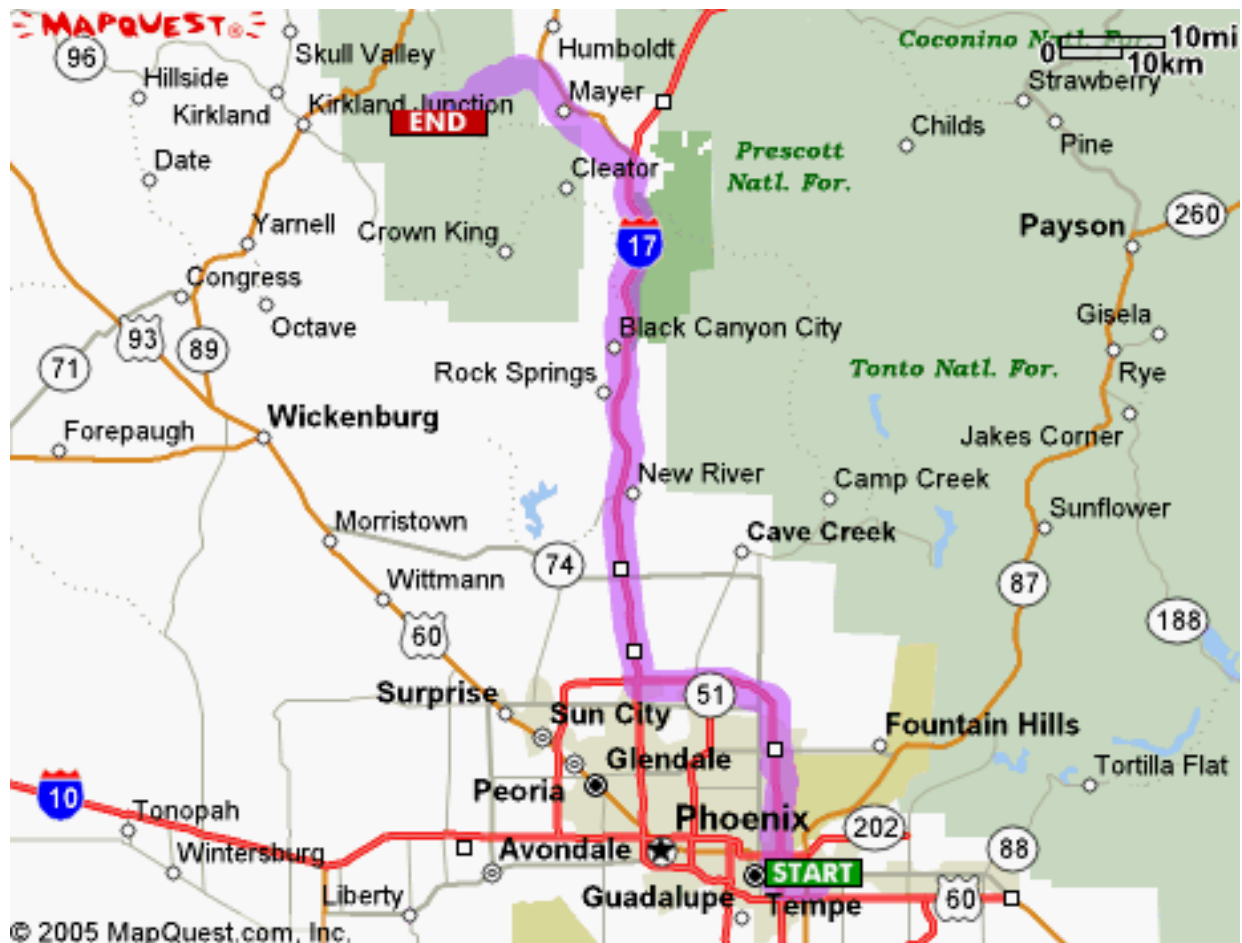 MAPQUEST®
96
Skull Valley
Humboldt
Coconino Natl. For.
0
10mi
10km
Hillside
Strawberry
Kirkland
Kirkland Junction
Mayer
END
Childs
Pine
Date
Cleator
Prescott
Natl. For.
260
Yarnell
Crown King
17
Payson
Congress
Octave
Gisela
93
89
Black Canyon City
71
Rock Springs
Tonto Natl. For.
Rye
Wickenburg
Forepaugh
Jakes Corner
New River
Camp Creek
Morristown
Sunflower
Cave Creek
74
Wittmann
87
60
188
Surprise
51
Sun City
Fountain Hills
Glendale
Tortilla Flat
Peoria
10
Tonopah
Phoenix
202
Wintersburg
Avondale
88
START
Liberty
Guadalupe
Tempe
60
© 2005 MapQuest.com, Inc.